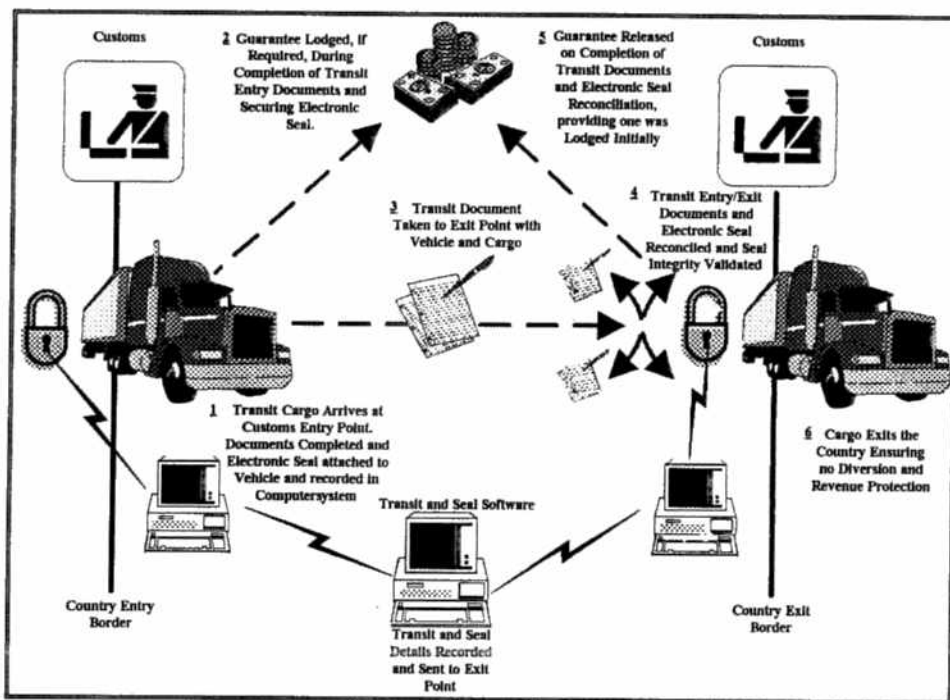 Customs
2 Guarantee Lodged, if
Required, During
Completion of Transit
Entry Documents and
Securing Electronic
Seal.
5 Guarantee Released
on Completion of
Transit Documents
and Electronic Seal
Reconciliation,
providing one was
Lodged Initially
Customs
3 Transit Document
Taken to Exit Point with
Vehicle and Cargo
4 Transit Entry/Exit
Documents and
Electronic Seal
Reconciled and Seal
Integrity Validated
1 Transit Cargo Arrives at
Customs Entry Point.
Documents Completed and
Electronic Seal attached to
Vehicle and recorded in
Computersystem
6 Cargo Exits the
Country Ensuring
no Diversion and
Revenue Protection
Transit and Seal Software
Country Entry
Border
Transit and Seal
Details Recorded
and Sent to Exit
Point
Country Exit
Border